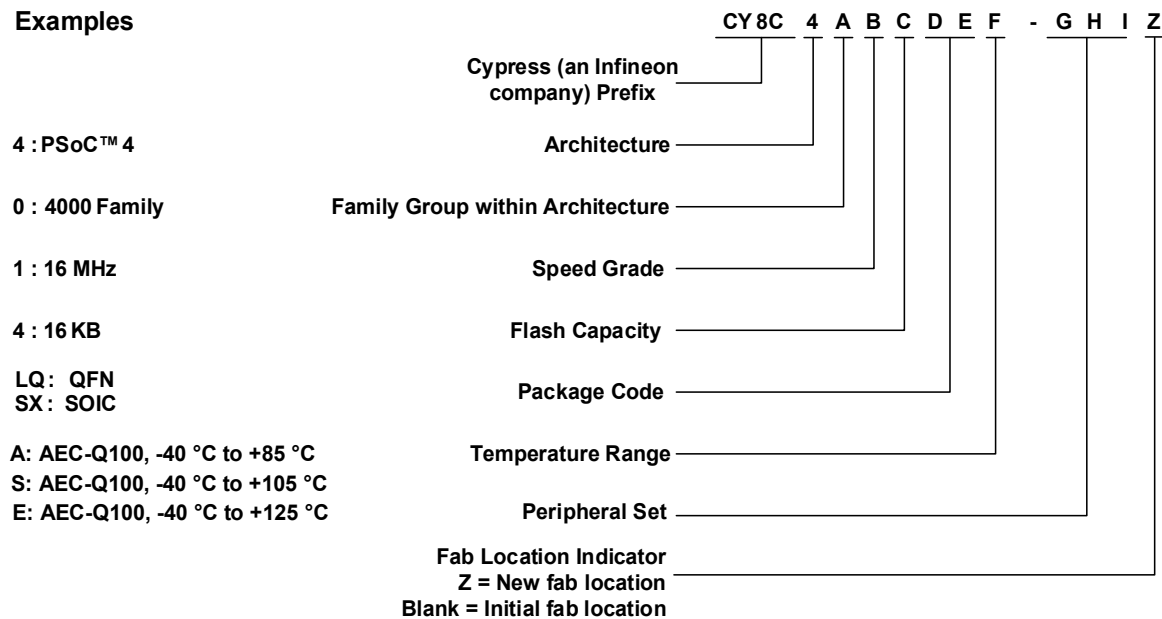 Examples
CY8C 4 A B C D E F - G H I Z
Cypress (an Infineon
company) Prefix
4 : PSoC™ 4
Architecture
0 : 4000 Family
Family Group within Architecture
1 : 16 MHz
Speed Grade
4 : 16 KB
Flash Capacity
LQ : QFN
SX : SOIC
Package Code
A: AEC-Q100, -40 °C to +85 °C
Temperature Range
S: AEC-Q100, -40 °C to +105 °C
E: AEC-Q100, -40 °C to +125 °C
Peripheral Set
Fab Location Indicator
Z = New fab location
Blank = Initial fab location